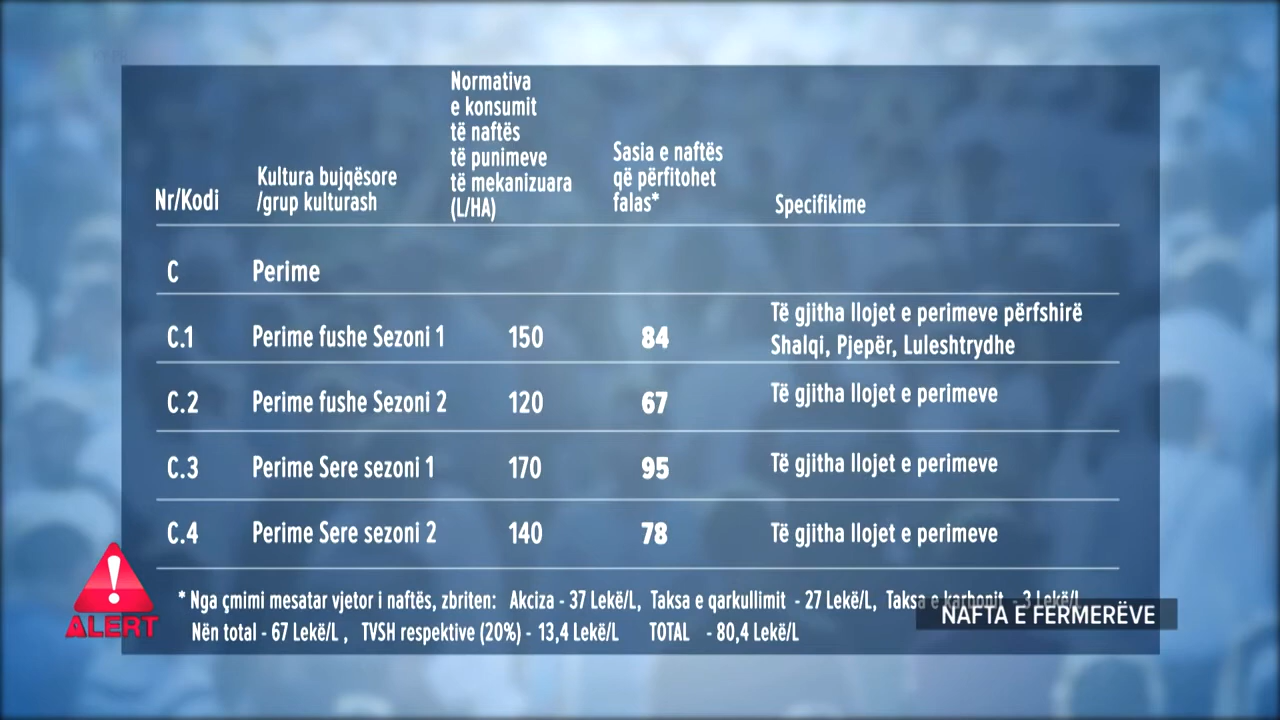 Nr/Kodi
Kultura bujqësore
/grup kulturash
Normativa
e konsumit
të naftës
të punimeve
të mekanizuara
(L/HA)
Sasia e naftës
që përfitohet
falas*
Specifikime
C Perime
C.1 Perime fushe Sezoni 1 150 84 Të gjitha llojet e perimeve përfshirë
Shalqi, Pjepër, Luleshtrydhe
C.2 Perime fushe Sezoni 2 120 67 Të gjitha llojet e perimeve
C.3 Perime Sere sezoni 1 170 95 Të gjitha llojet e perimeve
C.4 Perime Sere sezoni 2 140 78 Të gjitha llojet e perimeve
* Nga çmimi mesatar vjetor i naftës, zbriten: Akciza - 37 Lekë/L, Taksa e qarkullimit - 27 Lekë/L, Taksa e karbonit - 3 Lekë/L
Nën total - 67 Lekë/L , TVSH respektive (20%) - 13,4 Lekë/L TOTAL - 80,4 Lekë/L
ALERT
NAFTA E FERMERËVE